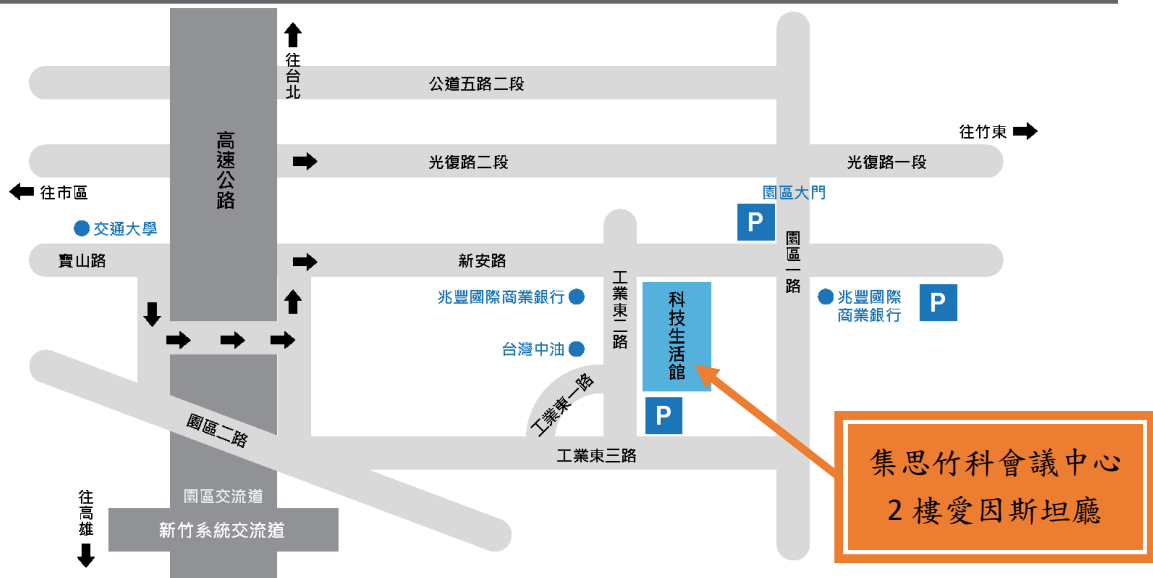 往台北
公道五路二段
高速公路
往竹東
光復路二段
光復路一段
往市區
園區大門
P
交通大學
園區一路
寶山路
新安路
工業東二路
兆豐國際商業銀行
科技生活館
兆豐國際
商業銀行
P
台灣中油
工業東一路
P
園區二路
工業東三路
集思竹科會議中心
2 樓愛因斯坦廳
往高雄
園區交流道
新竹系統交流道